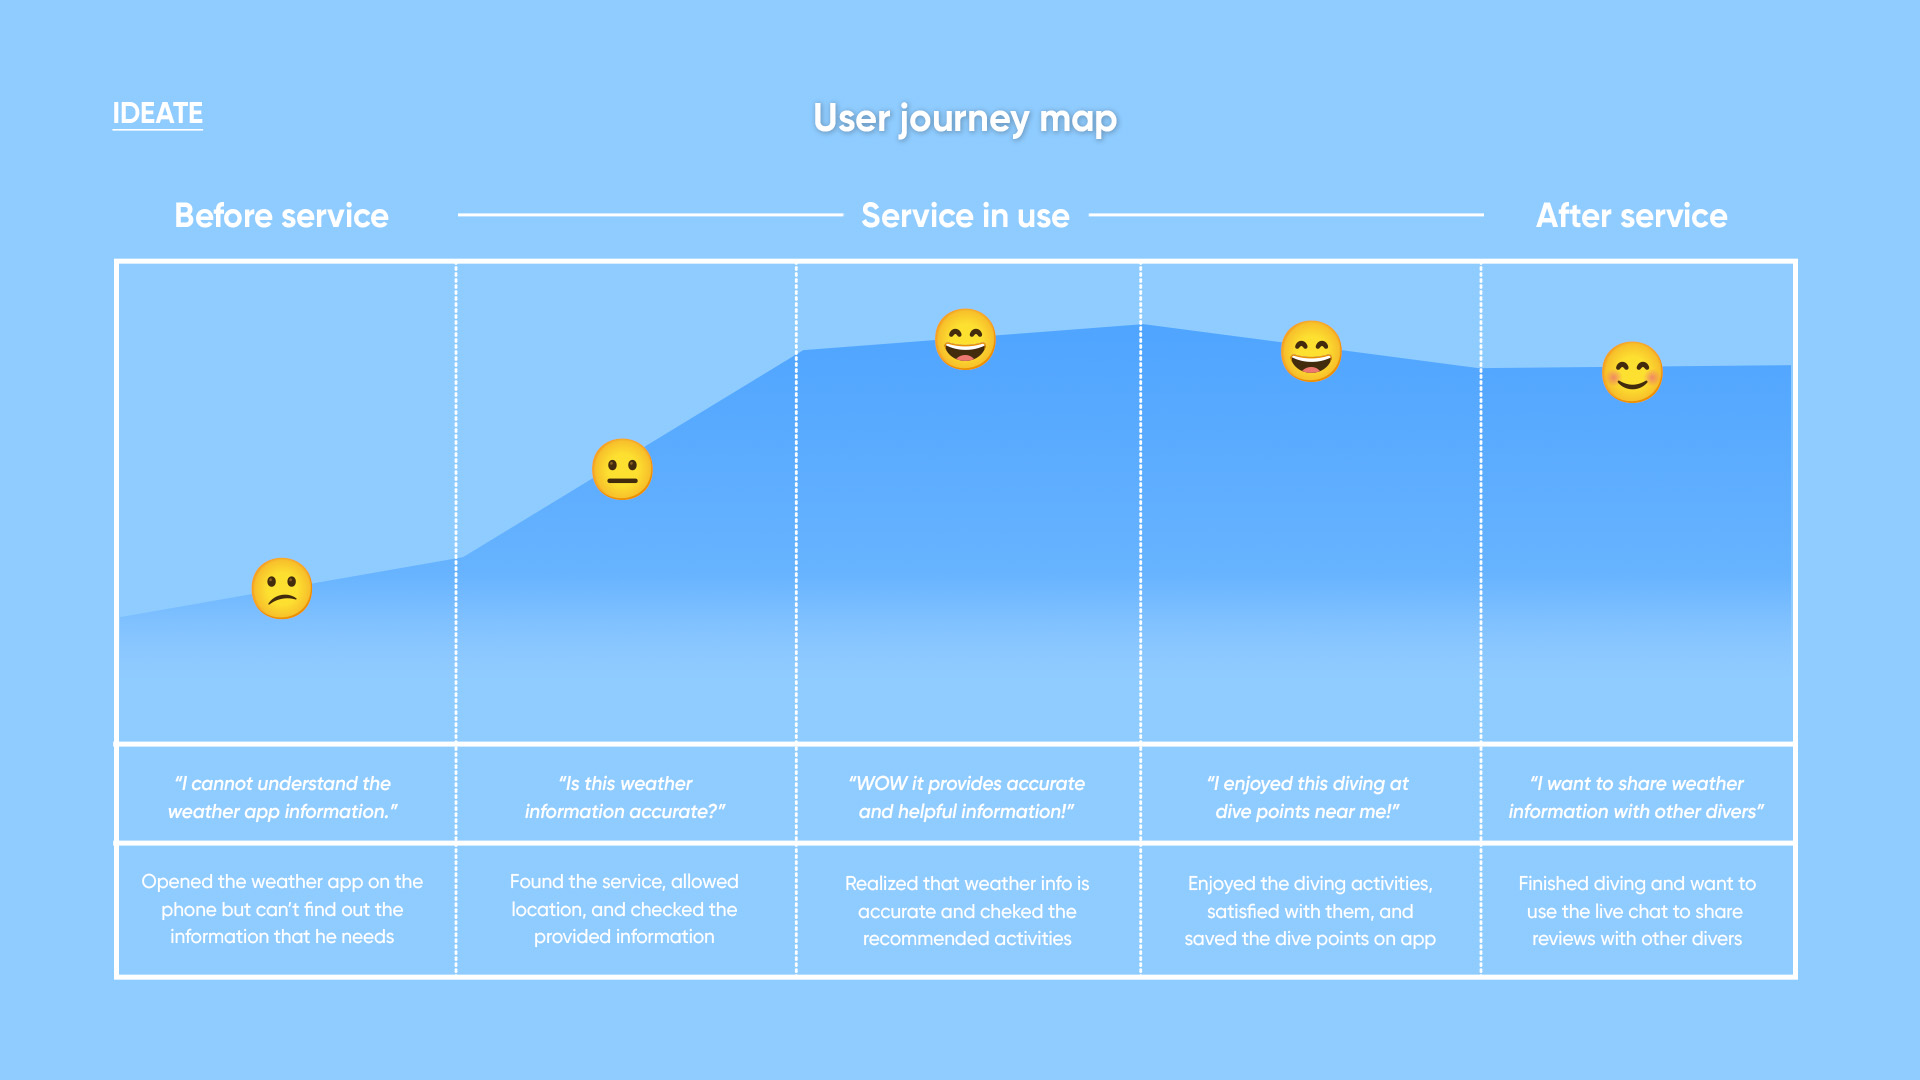 IDEATE
User journey map
Before service
Service in use
After service
“I cannot understand the
weather app information.”
“Is this weather
information accurate?”
“WOW it provides accurate
and helpful information!”
“I enjoyed this diving at
dive points near me!”
“I want to share weather
information with other divers”
Opened the weather app on the
phone but can’t find out the
information that he needs
Found the service, allowed
location, and checked the
provided information
Realized that weather info is
accurate and cheked the
recommended activities
Enjoyed the diving activities,
satisfied with them, and
saved the dive points on app
Finished diving and want to
use the live chat to share
reviews with other divers